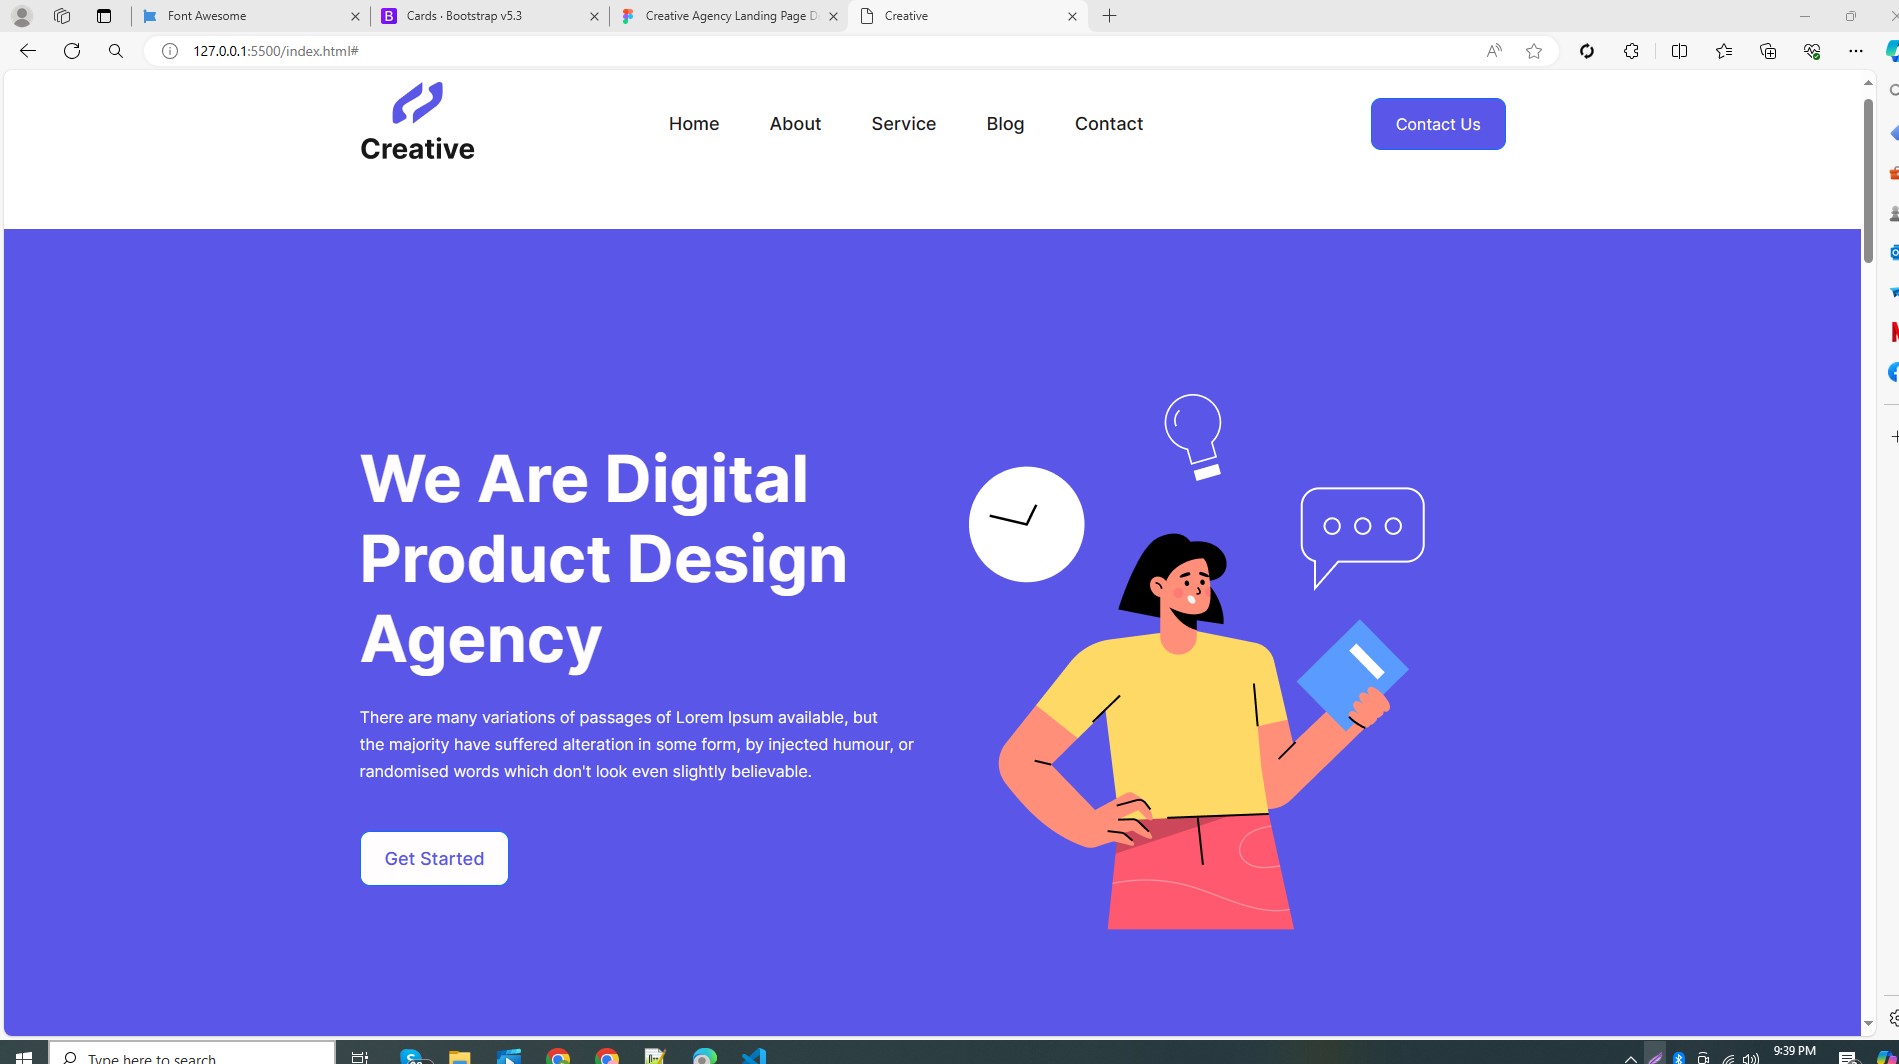 Font Awesome
Cards · Bootstrap v5.3
Creative Agency Landing Page D
Creative
127.0.0.1:5500/index.html#
Creative
Home
About
Service
Blog
Contact
Contact Us
We Are Digital
Product Design
Agency
There are many variations of passages of Lorem Ipsum available, but
the majority have suffered alteration in some form, by injected humour, or
randomised words which don't look even slightly believable.
Get Started
Type here to search
9:39 PM